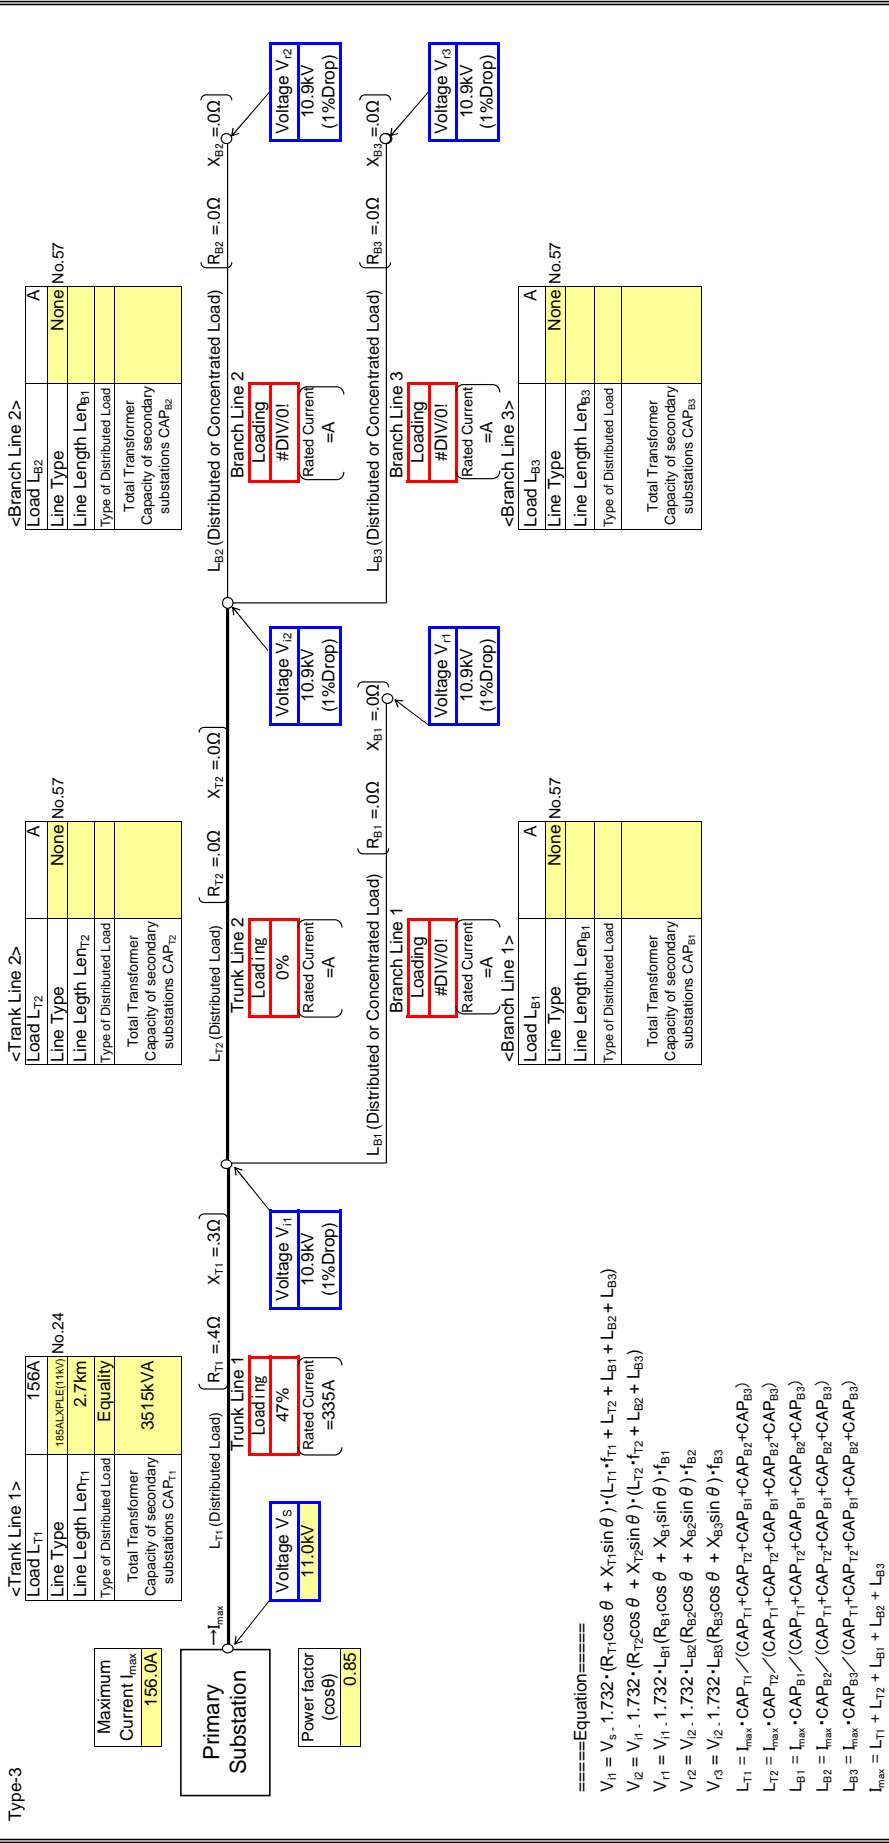 Type-3
Maximum
Current Imax
156.0A
Primary
Substation
Power factor
(cosθ)
0.85
→Imax
Voltage VS
11.0kV
<Trank Line 1>
Load LT1 156A
Line Type 185ALXPLE(11kV) No.24
Line Legth LenT1 2.7km
Type of Distributed Load Equality
Total Transformer
Capacity of secondary
substations CAPT1
3515kVA
LT1 (Distributed Load)
RT1 =.4Ω XT1 =.3Ω
Trunk Line 1
Loading
47%
Rated Current
=335A
Voltage Vi1
10.9kV
(1%Drop)
<Trank Line 2>
Load LT2 A
Line Type None No.57
Line Legth LenT2
Type of Distributed Load
Total Transformer
Capacity of secondary
substations CAPT2
LT2 (Distributed Load)
RT2 =.0Ω XT2 =.0Ω
Trunk Line 2
Loading
0%
Rated Current
=A
Voltage Vi2
10.9kV
(1%Drop)
LB1 (Distributed or Concentrated Load)
RB1 =.0Ω XB1 =.0Ω
Branch Line 1
Loading
#DIV/0!
Rated Current
=A
Voltage Vr1
10.9kV
(1%Drop)
<Branch Line 1>
Load LB1 A
Line Type None No.57
Line Length LenB1
Type of Distributed Load
Total Transformer
Capacity of secondary
substations CAPB1
<Branch Line 2>
Load LB2 A
Line Type None No.57
Line Length LenB1
Type of Distributed Load
Total Transformer
Capacity of secondary
substations CAPB2
LB2 (Distributed or Concentrated Load)
RB2 =.0Ω XB2 =.0Ω
Branch Line 2
Loading
#DIV/0!
Rated Current
=A
Voltage Vr2
10.9kV
(1%Drop)
LB3 (Distributed or Concentrated Load)
RB3 =.0Ω XB3 =.0Ω
Branch Line 3
Loading
#DIV/0!
Rated Current
=A
Voltage Vr3
10.9kV
(1%Drop)
<Branch Line 3>
Load LB3 A
Line Type None No.57
Line Length LenB3
Type of Distributed Load
Total Transformer
Capacity of secondary
substations CAPB3
=====Equation=====
Vi1 = Vs - 1.732・(RT1cosθ + XT1sinθ)・(LT1・fT1 + LT2 + LB1 + LB2 + LB3)
Vi2 = Vi1 - 1.732・(RT2cosθ + XT2sinθ)・(LT2・fT2 + LB2 + LB3)
Vr1 = Vi1 - 1.732・LB1(RB1cosθ + XB1sinθ)・fB1
Vr2 = Vi2 - 1.732・LB2(RB2cosθ + XB2sinθ)・fB2
Vr3 = Vi2 - 1.732・LB3(RB3cosθ + XB3sinθ)・fB3
LT1 = Imax・CAPT1／(CAPT1+CAPT2+CAPB1+CAPB2+CAPB3)
LT2 = Imax・CAPT2／(CAPT1+CAPT2+CAPB1+CAPB2+CAPB3)
LB1 = Imax・CAPB1／(CAPT1+CAPT2+CAPB1+CAPB2+CAPB3)
LB2 = Imax・CAPB2／(CAPT1+CAPT2+CAPB1+CAPB2+CAPB3)
LB3 = Imax・CAPB3／(CAPT1+CAPT2+CAPB1+CAPB2+CAPB3)
Imax = LT1 + LT2 + LB1 + LB2 + LB3